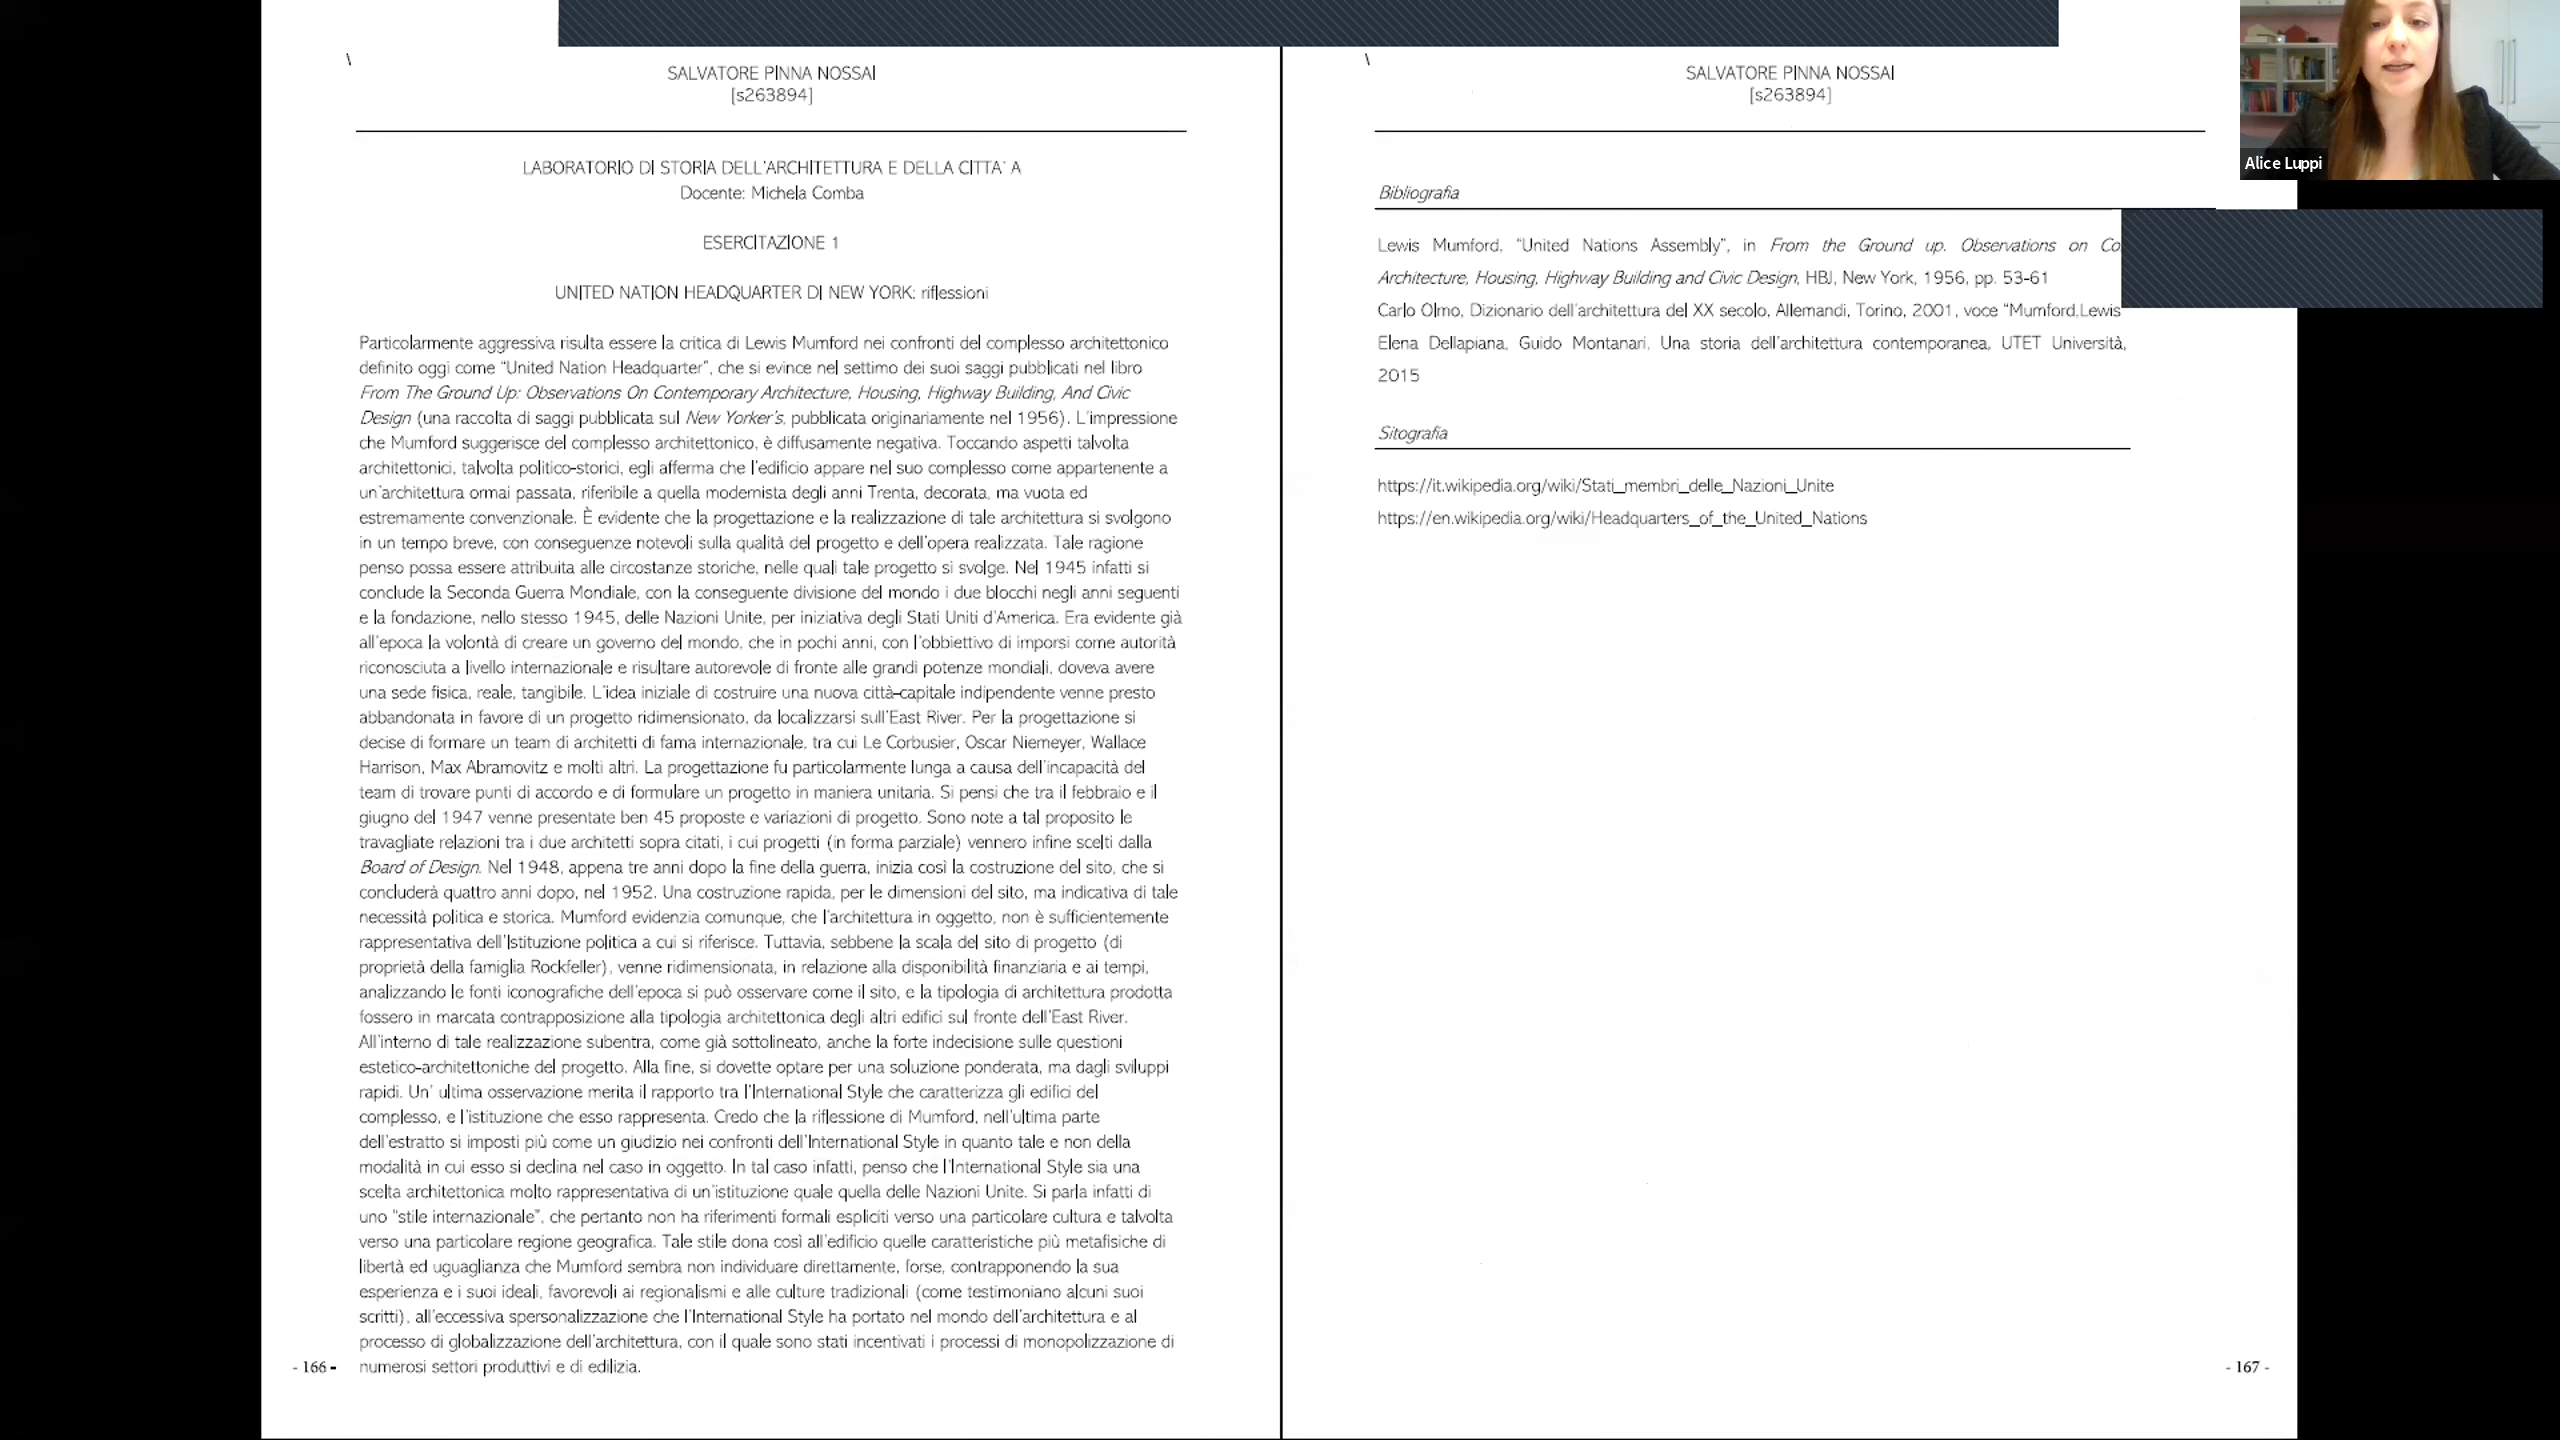 SALVATORE PINNA NOSSAI
[s263894]
LABORATORIO DI STORIA DELL'ARCHITETTURA E DELLA CITTA' A
Docente: Michela Comba
ESERCITAZIONE 1
UNITED NATION HEADQUARTER DI NEW YORK: riflessioni
Particolarmente aggressiva risulta essere la critica di Lewis Mumford nei confronti del complesso architettonico
definito oggi come “United Nation Headquarter”, che si evince nel settimo dei suoi saggi pubblicati nel libro
From The Ground Up: Observations On Contemporary Architecture, Housing, Highway Building, And Civic
Design (una raccolta di saggi pubblicata sul New Yorker's, pubblicata originariamente nel 1956). L'impressione
che Mumford suggerisce del complesso architettonico, è diffusamente negativa. Toccando aspetti talvolta
architettonici, talvolta politico-storici, egli afferma che l'edificio appare nel suo complesso come appartenente a
un'architettura ormai passata, riferibile a quella modernista degli anni Trenta, decorata, ma vuota ed
estremamente convenzionale. È evidente che la progettazione e la realizzazione di tale architettura si svolgono
in un tempo breve, con conseguenze notevoli sulla qualità del progetto e dell'opera realizzata. Tale ragione
penso possa essere attribuita alle circostanze storiche, nelle quali tale progetto si svolge. Nel 1945 infatti si
conclude la Seconda Guerra Mondiale, con la conseguente divisione del mondo i due blocchi negli anni seguenti
e la fondazione, nello stesso 1945, delle Nazioni Unite, per iniziativa degli Stati Uniti d'America. Era evidente già
all'epoca la volontà di creare un governo del mondo, che in pochi anni, con l'obbiettivo di imporsi come autorità
riconosciuta a livello internazionale e risultare autorevole di fronte alle grandi potenze mondiali, doveva avere
una sede fisica, reale, tangibile. L'idea iniziale di costruire una nuova città-capitale indipendente venne presto
abbandonata in favore di un progetto ridimensionato, da localizzarsi sull'East River. Per la progettazione si
decise di formare un team di architetti di fama internazionale, tra cui Le Corbusier, Oscar Niemeyer, Wallace
Harrison, Max Abramovitz e molti altri. La progettazione fu particolarmente lunga a causa dell'incapacità del
team di trovare punti di accordo e di formulare un progetto in maniera unitaria. Si pensi che tra il febbraio e il
giugno del 1947 venne presentate ben 45 proposte e variazioni di progetto. Sono note a tal proposito le
travagliate relazioni tra i due architetti sopra citati, i cui progetti (in forma parziale) vennero infine scelti dalla
Board of Design. Nel 1948, appena tre anni dopo la fine della guerra, inizia così la costruzione del sito, che si
concluderà quattro anni dopo, nel 1952. Una costruzione rapida, per le dimensioni del sito, ma indicativa di tale
necessità politica e storica. Mumford evidenzia comunque, che l'architettura in oggetto, non è sufficientemente
rappresentativa dell'Istituzione politica a cui si riferisce. Tuttavia, sebbene la scala del sito di progetto (di
proprietà della famiglia Rockfeller), venne ridimensionata, in relazione alla disponibilità finanziaria e ai tempi,
analizzando le fonti iconografiche dell'epoca si può osservare come il sito, e la tipologia di architettura prodotta
fossero in marcata contrapposizione alla tipologia architettonica degli altri edifici sul fronte dell'East River.
All'interno di tale realizzazione subentra, come già sottolineato, anche la forte indecisione sulle questioni
estetico-architettoniche del progetto. Alla fine, si dovette optare per una soluzione ponderata, ma dagli sviluppi
rapidi. Un' ultima osservazione merita il rapporto tra l'International Style che caratterizza gli edifici del
complesso, e l'istituzione che esso rappresenta. Credo che la riflessione di Mumford, nell'ultima parte
dell'estratto si imposti più come un giudizio nei confronti dell'International Style in quanto tale e non della
modalità in cui esso si declina nel caso in oggetto. In tal caso infatti, penso che l'International Style sia una
scelta architettonica molto rappresentativa di un'istituzione quale quella delle Nazioni Unite. Si parla infatti di
uno “stile internazionale”, che pertanto non ha riferimenti formali espliciti verso una particolare cultura e talvolta
verso una particolare regione geografica. Tale stile dona così all'edificio quelle caratteristiche più metafisiche di
libertà ed uguaglianza che Mumford sembra non individuare direttamente, forse, contrapponendo la sua
esperienza e i suoi ideali, favorevoli ai regionalismi e alle culture tradizionali (come testimoniano alcuni suoi
scritti), all'eccessiva spersonalizzazione che l'International Style ha portato nel mondo dell'architettura e al
processo di globalizzazione dell'architettura, con il quale sono stati incentivati i processi di monopolizzazione di
numerosi settori produttivi e di edilizia.
- 166 -
SALVATORE PINNA NOSSAI
[s263894]
Bibliografia
Lewis Mumford, “United Nations Assembly”, in From the Ground up. Observations on Co
Architecture, Housing, Highway Building and Civic Design, HBJ, New York, 1956, pp. 53-61
Carlo Olmo, Dizionario dell'architettura del XX secolo, Allemandi, Torino, 2001, voce “Mumford,Lewis”
Elena Dellapiana, Guido Montanari, Una storia dell'architettura contemporanea, UTET Università,
2015
Sitografia
https://it.wikipedia.org/wiki/Stati_membri_delle_Nazioni_Unite
https://en.wikipedia.org/wiki/Headquarters_of_the_United_Nations
- 167 -
Alice Luppi